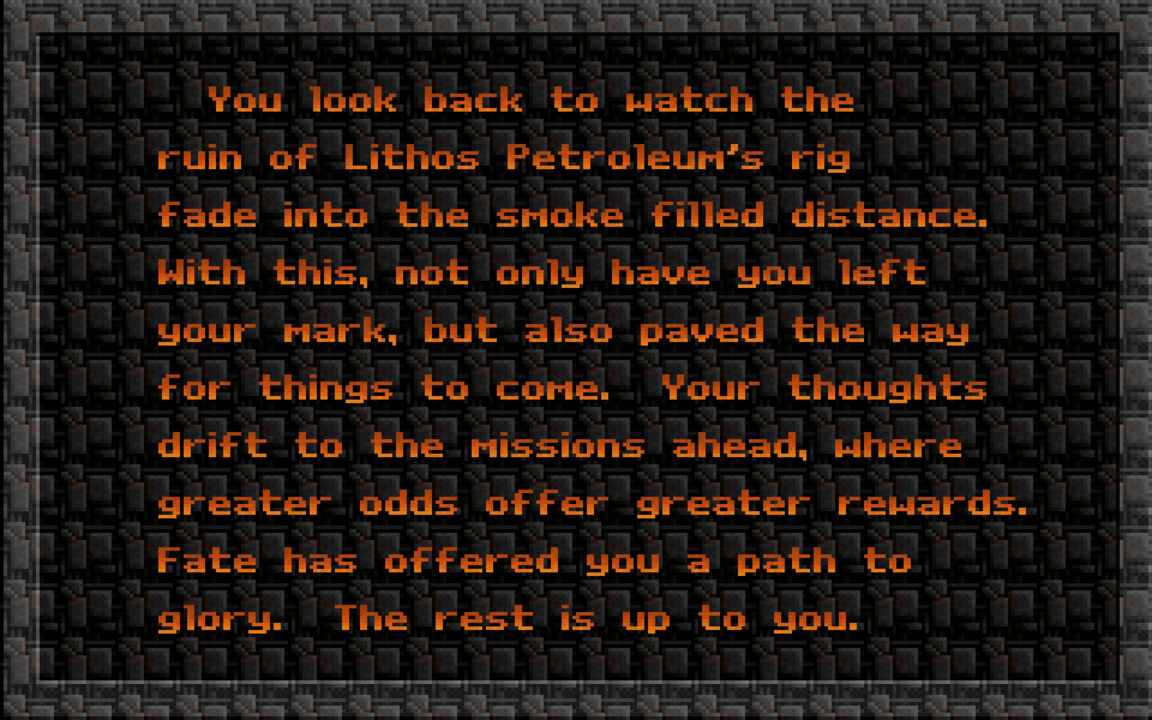 You look back to watch the
ruin of Lithos Petroleum's rig
fade into the smoke filled distance.
With this, not only have you left
your mark, but also paved the way
for things to come.  Your thoughts
drift to the missions ahead, where
greater odds offer greater rewards.
Fate has offered you a path to
glory.  The rest is up to you.